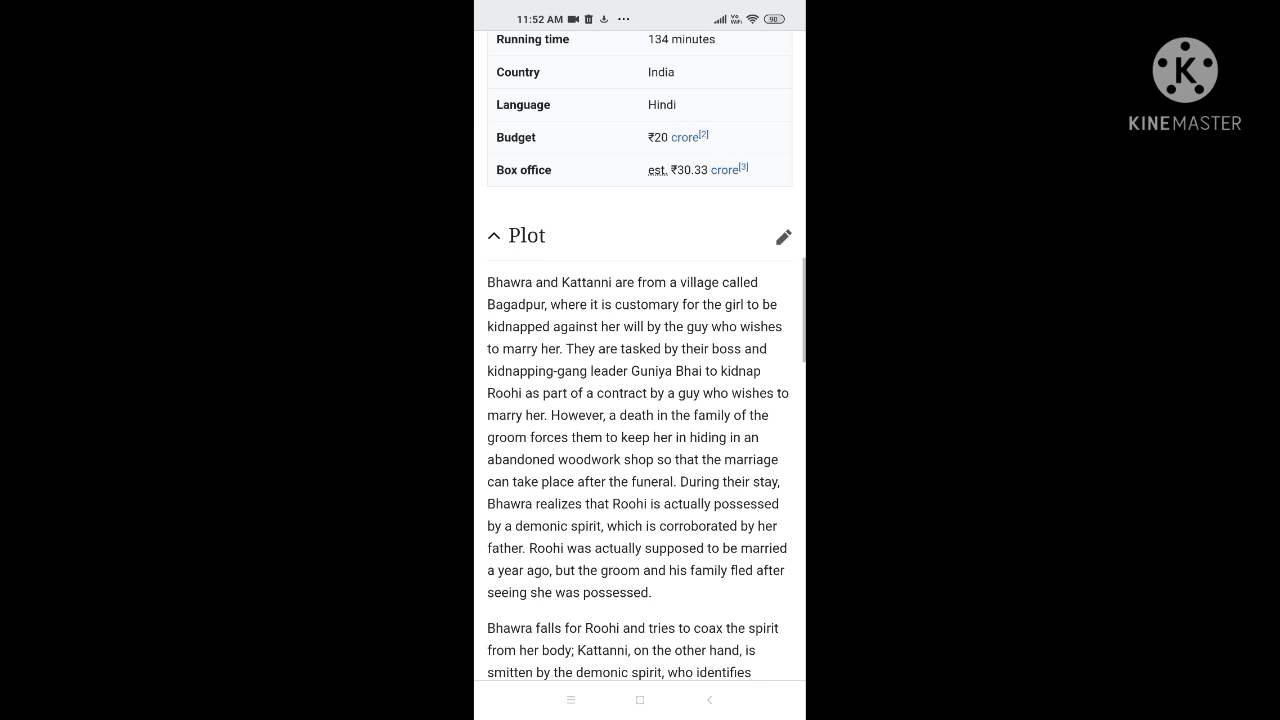 11:52 AM
Vo
WiFi
90
Running time 134 minutes
Country India
Language Hindi
Budget ₹20 crore[2]
Box office est. ₹30.33 crore[3]
Plot
Bhawra and Kattanni are from a village called
Bagadpur, where it is customary for the girl to be
kidnapped against her will by the guy who wishes
to marry her. They are tasked by their boss and
kidnapping-gang leader Guniya Bhai to kidnap
Roohi as part of a contract by a guy who wishes to
marry her. However, a death in the family of the
groom forces them to keep her in hiding in an
abandoned woodwork shop so that the marriage
can take place after the funeral. During their stay,
Bhawra realizes that Roohi is actually possessed
by a demonic spirit, which is corroborated by her
father. Roohi was actually supposed to be married
a year ago, but the groom and his family fled after
seeing she was possessed.
Bhawra falls for Roohi and tries to coax the spirit
from her body; Kattanni, on the other hand, is
smitten by the demonic spirit, who identifies
K
KINEMASTER